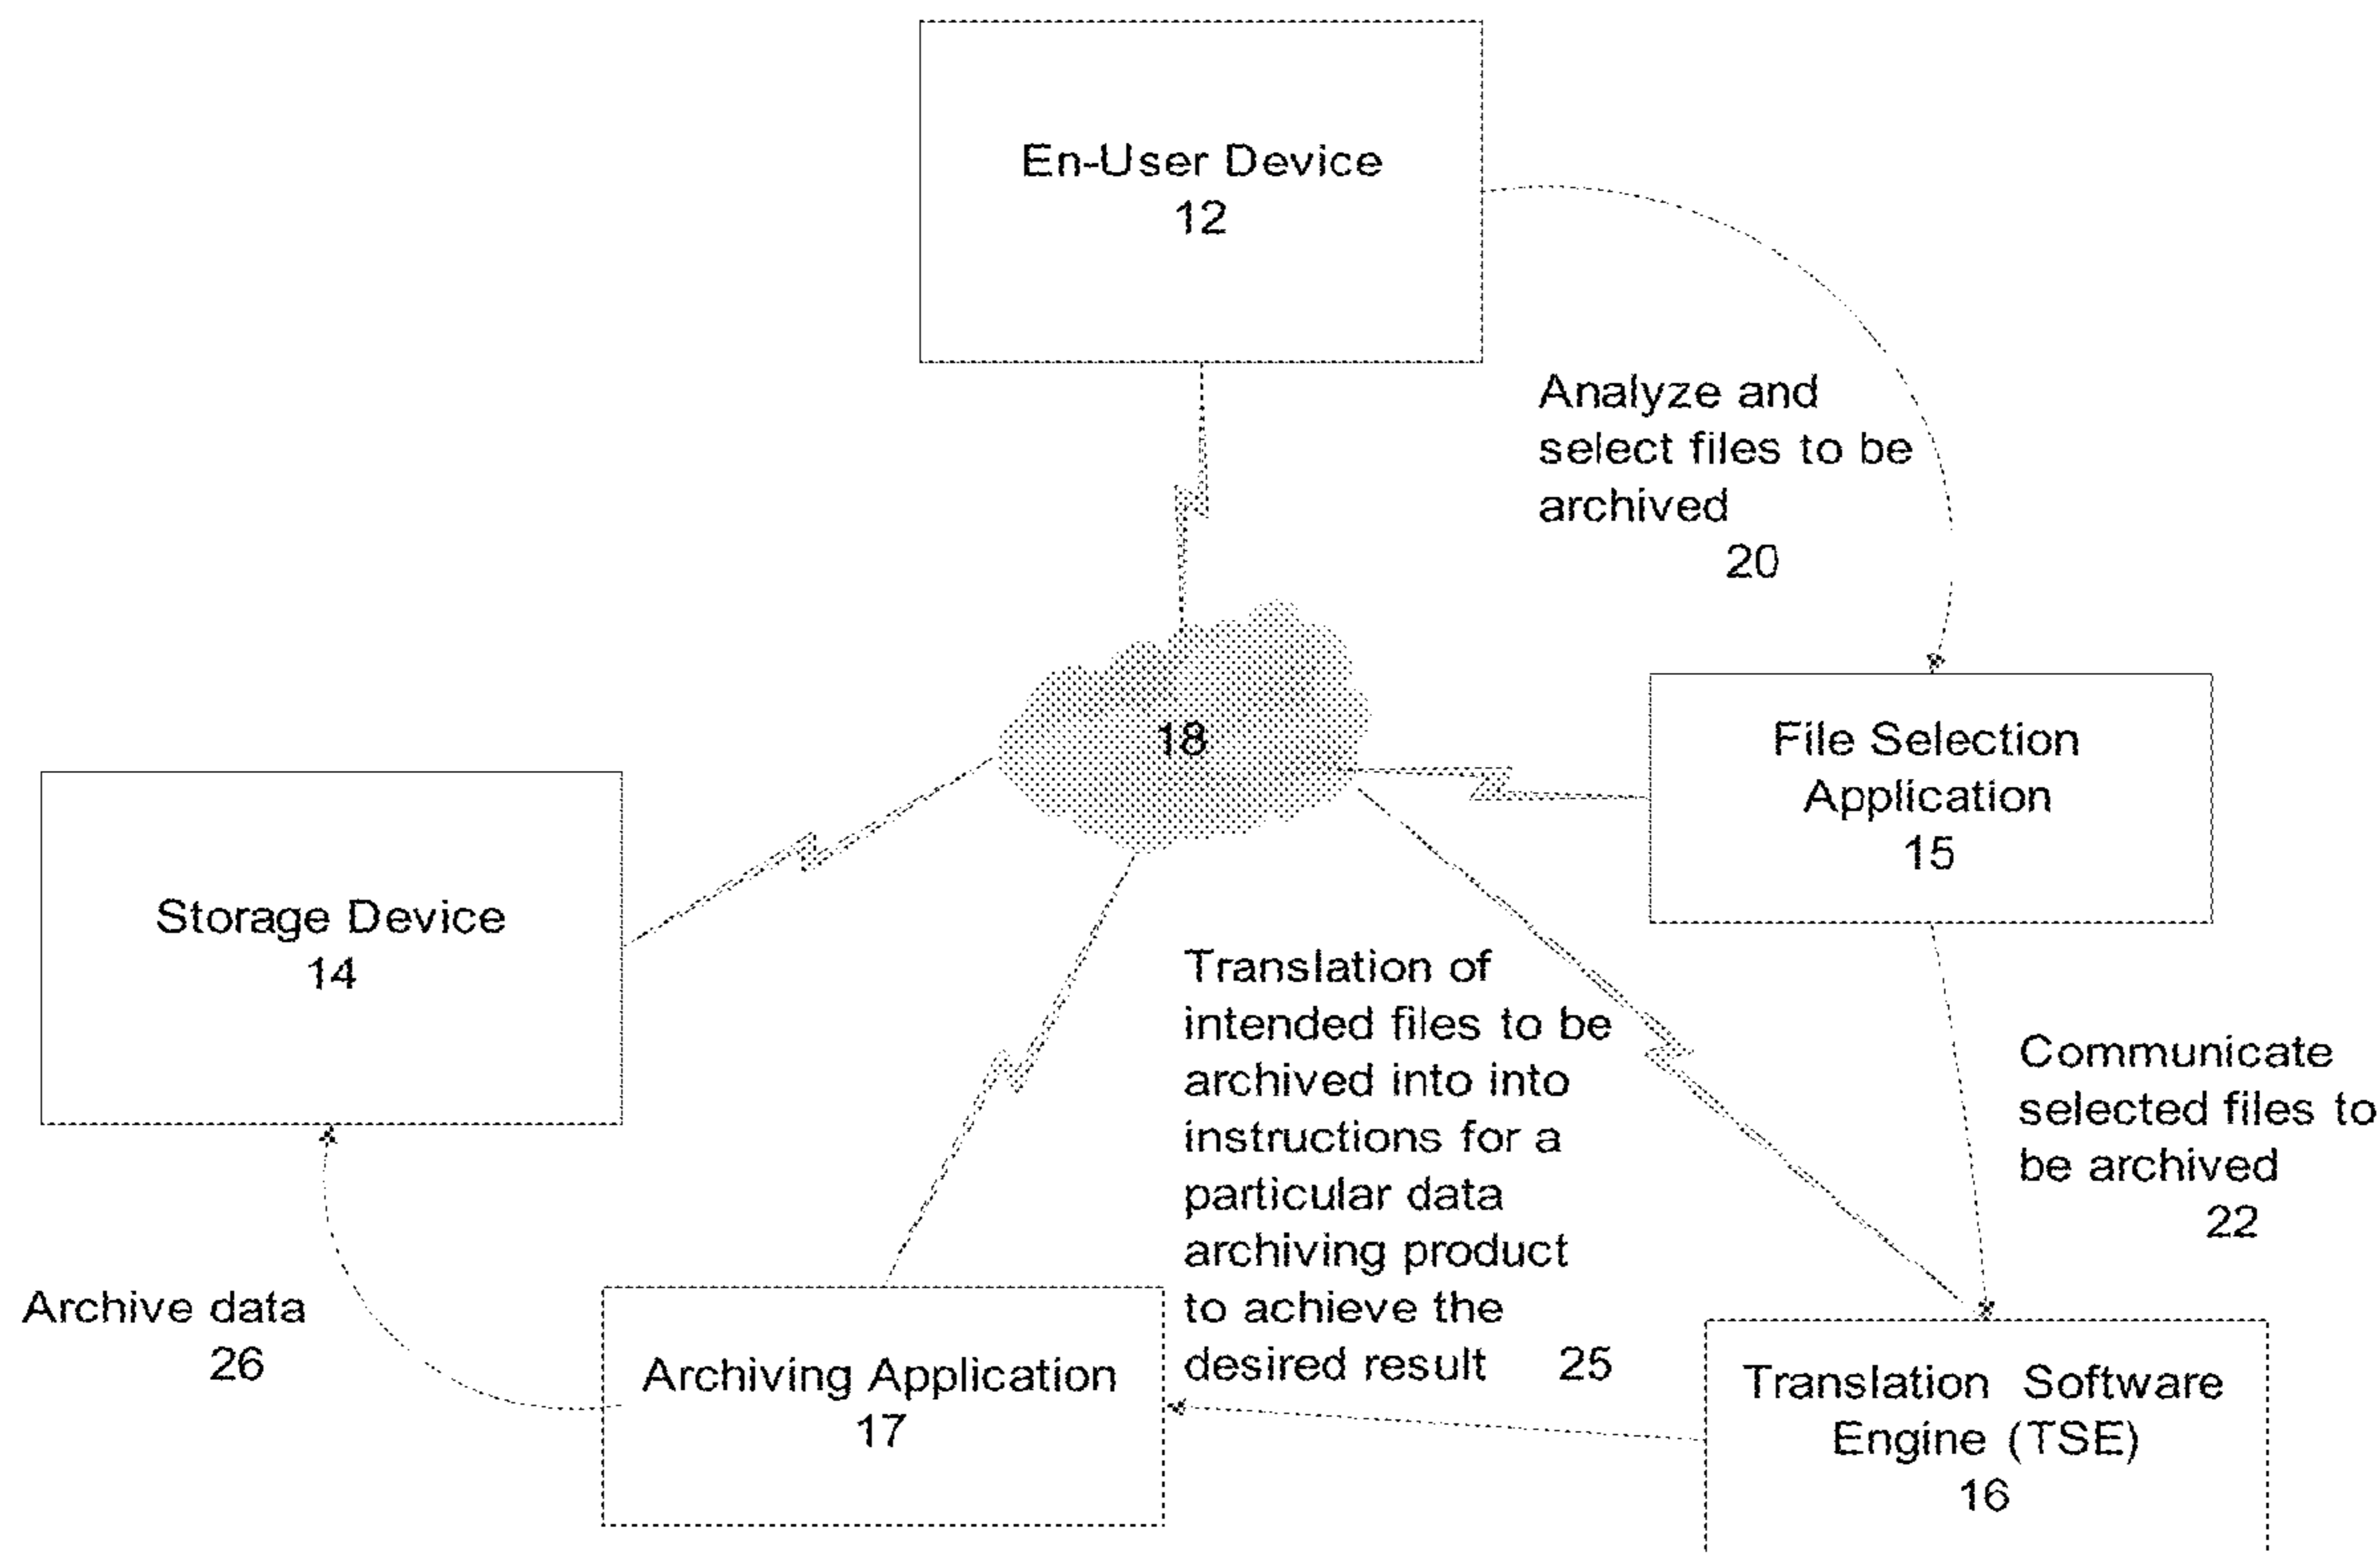 En-User Device
12
Analyze and
select files to be
archived
20
18
File Selection
Application
15
Storage Device
14
Translation of
intended files to be
archived into into
instructions for a
particular data
archiving product
to achieve the
desired result 25
Communicate
selected files to
be archived
22
Archive data
26
Archiving Application
17
Translation Software
Engine (TSE)
16